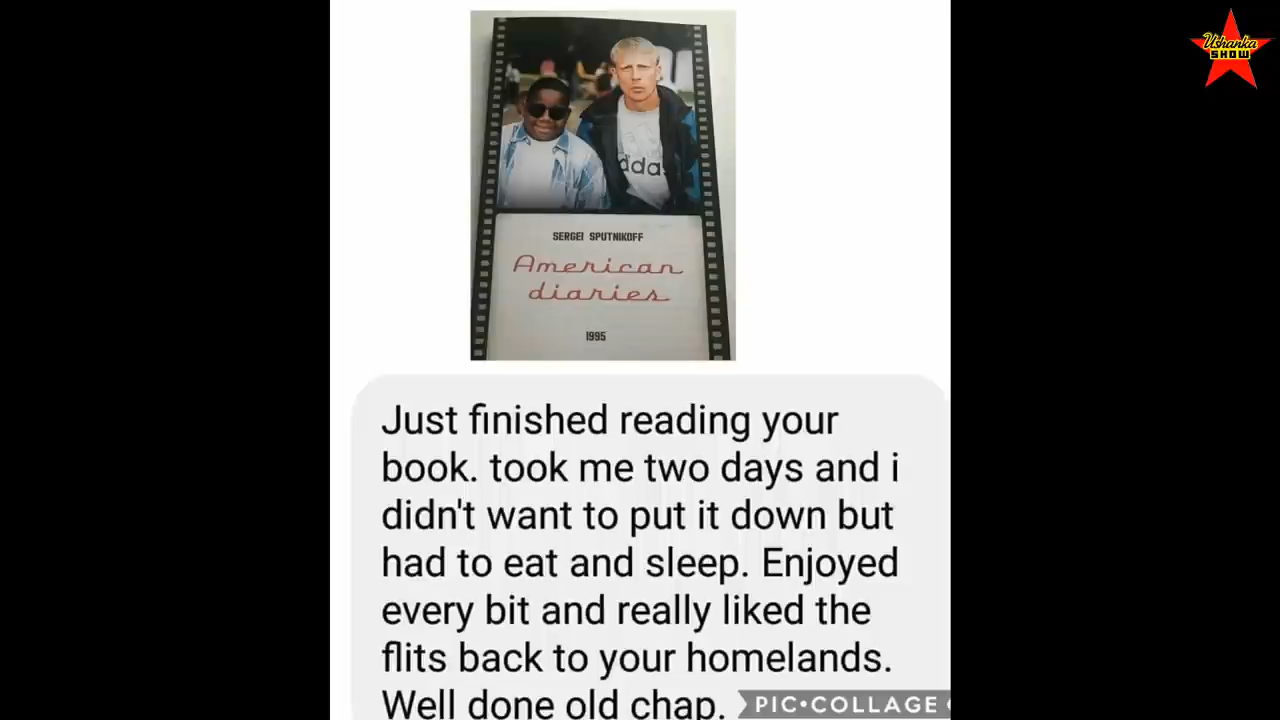 Ushanka
SHOW
adidas
SERGEI SPUTNIKOFF
American
diaries
1995
Just finished reading your
book. took me two days and i
didn't want to put it down but
had to eat and sleep. Enjoyed
every bit and really liked the
flits back to your homelands.
Well done old chap.
PIC•COLLAGE